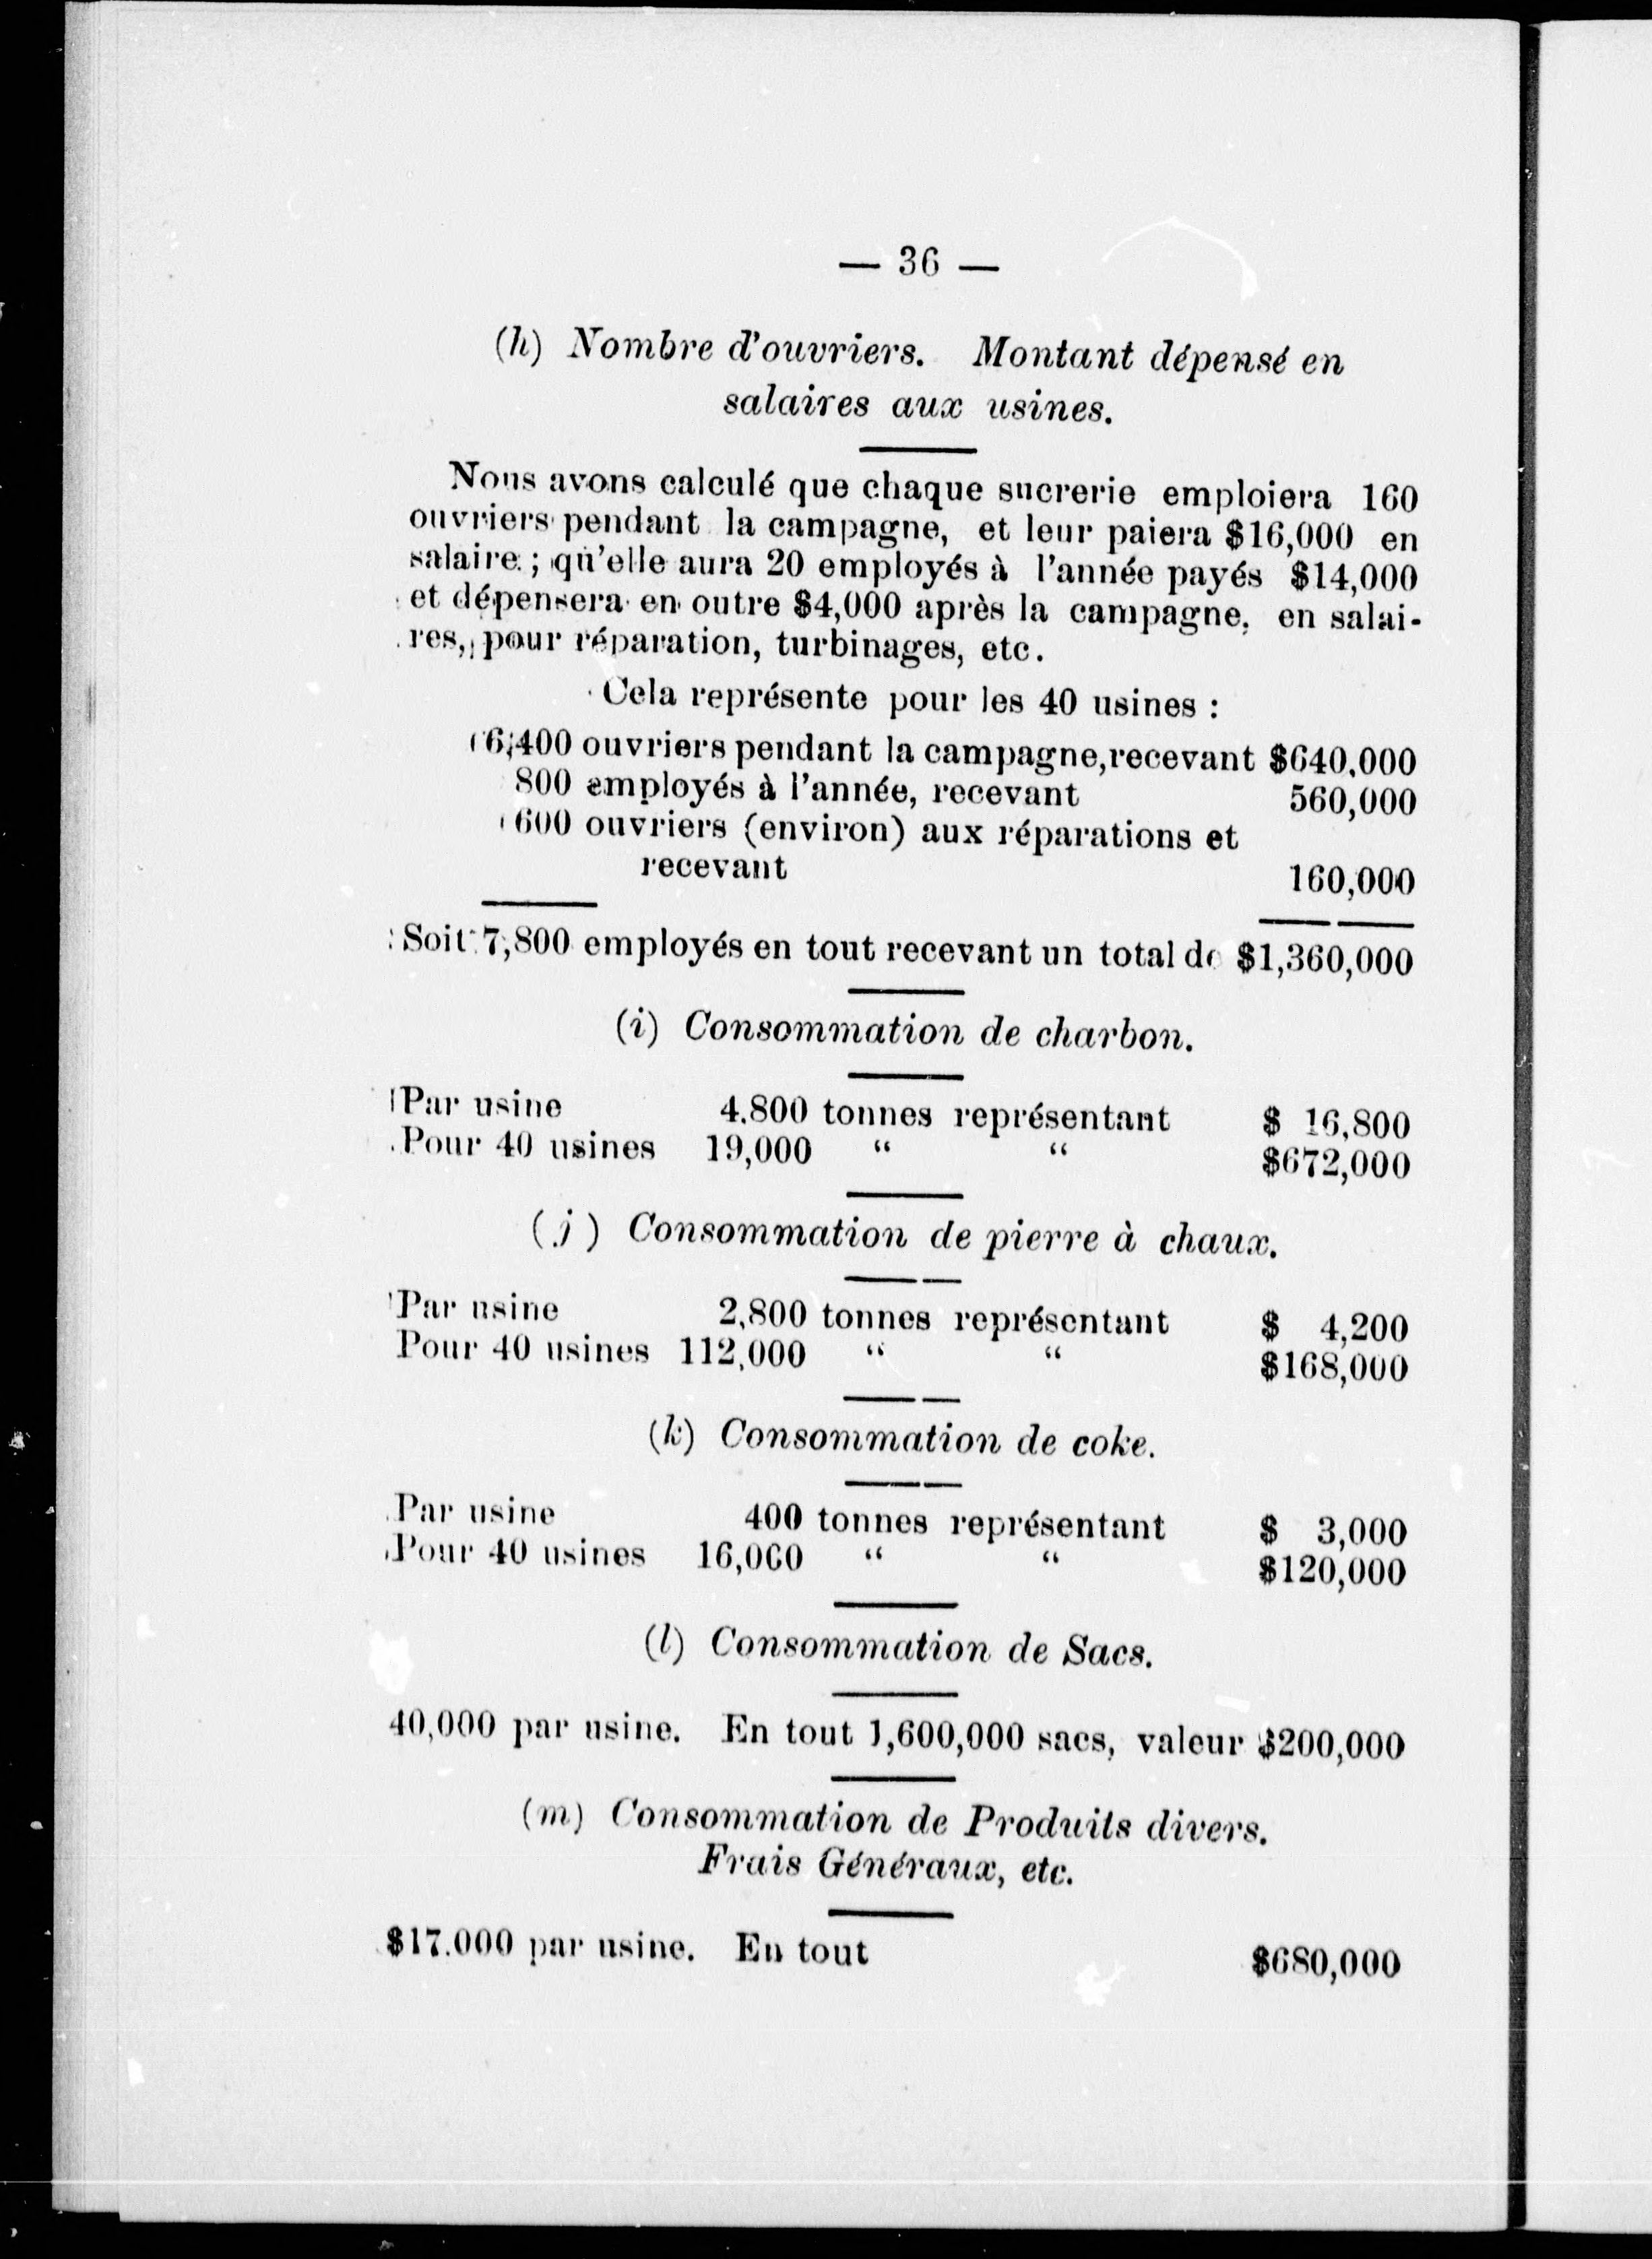 — 36 —
(h) Nombre d'ouvriers. Montant dépensé en
salaires aux usines.
Nous avons calculé que chaque sucrerie emploiera 160
ouvriers pendant la campagne, et leur paiera $16,000 en
salaire ; qu'elle aura 20 employés à l'année payés $14,000
et dépensera en outre $4,000 après la campagne, en salai-
res, pour réparation, turbinages, etc.
Cela représente pour les 40 usines :
6,400 ouvriers pendant la campagne, recevant $640,000
800 employés à l'année, recevant 560,000
600 ouvriers (environ) aux réparations et
recevant 160,000
Soit 7,800 employés en tout recevant un total de $1,360,000
(i) Consommation de charbon.
Par usine 4.800 tonnes représentant $ 16,800
Pour 40 usines 19,000 “ “ $672,000
(j) Consommation de pierre à chaux.
Par usine 2,800 tonnes représentant $ 4,200
Pour 40 usines 112,000 “ “ $168,000
(k) Consommation de coke.
Par usine 400 tonnes représentant $ 3,000
Pour 40 usines 16,000 “ “ $120,000
(l) Consommation de Sacs.
40,000 par usine. En tout 1,600,000 sacs, valeur $200,000
(m) Consommation de Produits divers.
Frais Généraux, etc.
$17.000 par usine. En tout $680,000